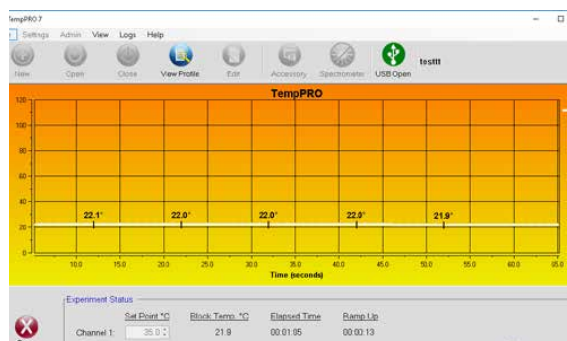 TempPRO 7
Settings Admin View Logs Help
New Open Close View Profile Edit Accessory Spectrometer USB Open testtt
TempPRO
120
100
80
60
40
20
0
22.1° 22.0° 22.0° 22.0° 21.9°
10.0 15.0 20.0 25.0 30.0 35.0 40.0 45.0 50.0 55.0 60.0 65.0
Time (seconds)
Experiment Status
Set Point °C Block Temp. °C Elapsed Time Ramp Up
Channel 1: 35.0 21.9 00:01:05 00:00:13